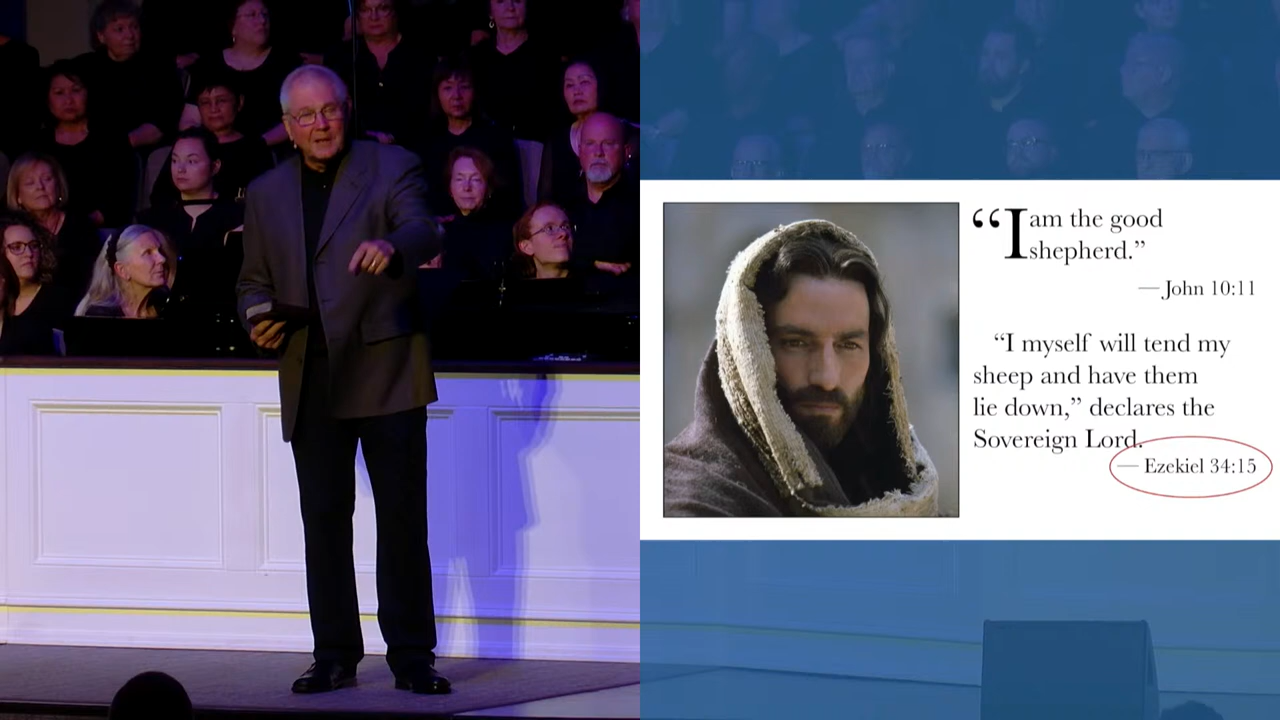 “I am the good
shepherd.”
— John 10:11
“I myself will tend my
sheep and have them
lie down,” declares the
Sovereign Lord.
— Ezekiel 34:15